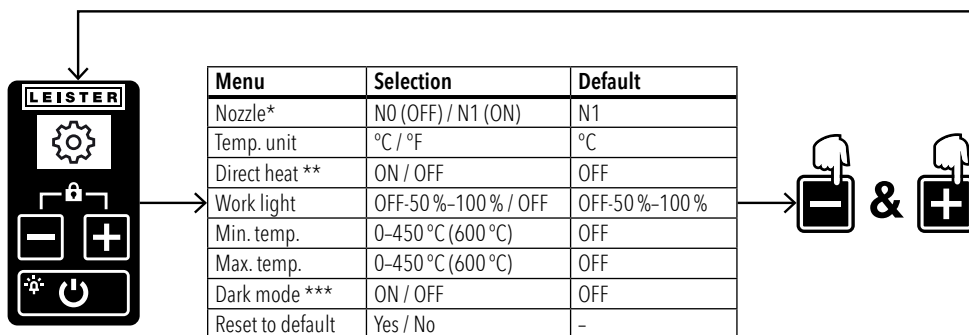 LEISTER
Menu Selection Default
Nozzle* N0 (OFF) / N1 (ON) N1
Temp. unit °C / °F °C
Direct heat ** ON / OFF OFF
Work light OFF-50 %–100 % / OFF OFF-50 %–100 %
Min. temp. 0–450 °C (600 °C) OFF
Max. temp. 0–450 °C (600 °C) OFF
Dark mode *** ON / OFF OFF
Reset to default Yes / No –
&